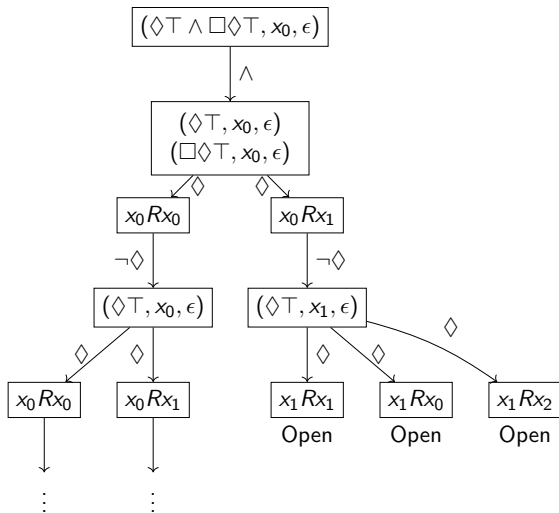 (◊⊤ ∧ □◊⊤, x₀, ϵ)
∧
(◊⊤, x₀, ϵ)
(□◊⊤, x₀, ϵ)
◊ ◊
x₀Rx₀ x₀Rx₁
¬◊ ¬◊
(◊⊤, x₀, ϵ) (◊⊤, x₁, ϵ)
◊ ◊ ◊ ◊ ◊
x₀Rx₀ x₀Rx₁ x₁Rx₁ x₁Rx₀ x₁Rx₂
Open Open Open
⋮ ⋮